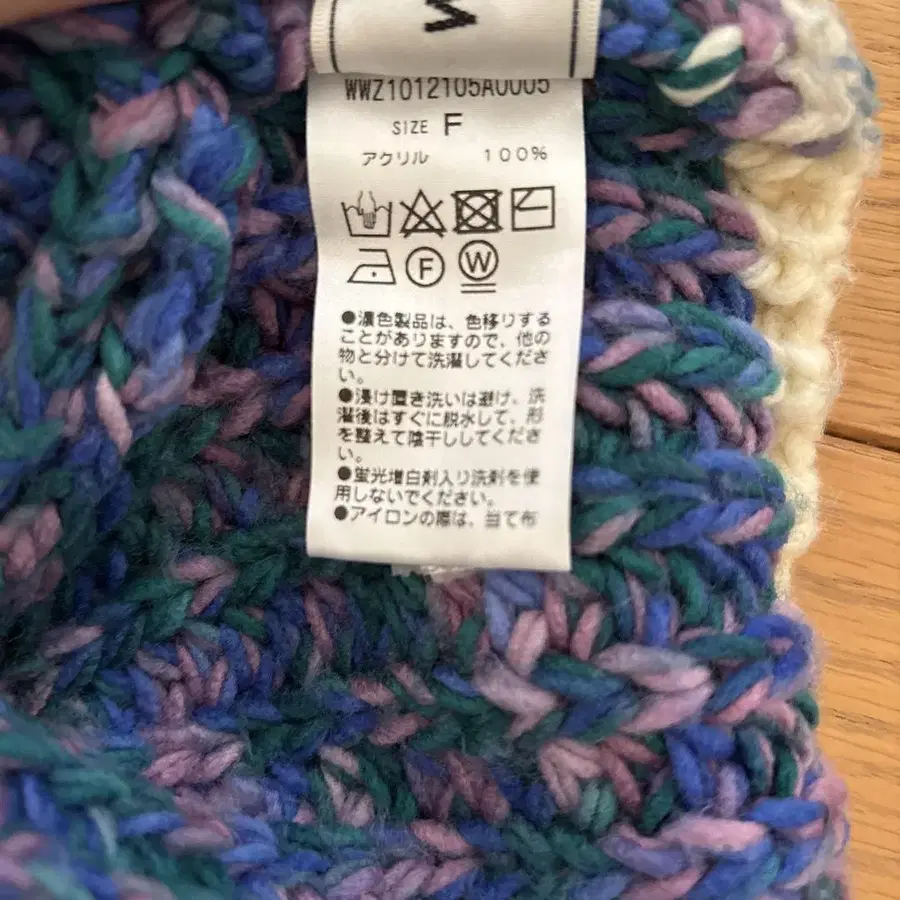 W
WWZ1012105A0005
SIZE F
アクリル 100%
F
W
●濃色製品は、色移りする
ことがありますので、他の
物と分けて洗濯してくださ
い。
●浸け置き洗いは避け、洗
濯後はすぐに脱水して、形
を整えて陰干ししてくださ
い。
●蛍光増白剤入り洗剤を使
用しないでください。
●アイロンの際は、当て布